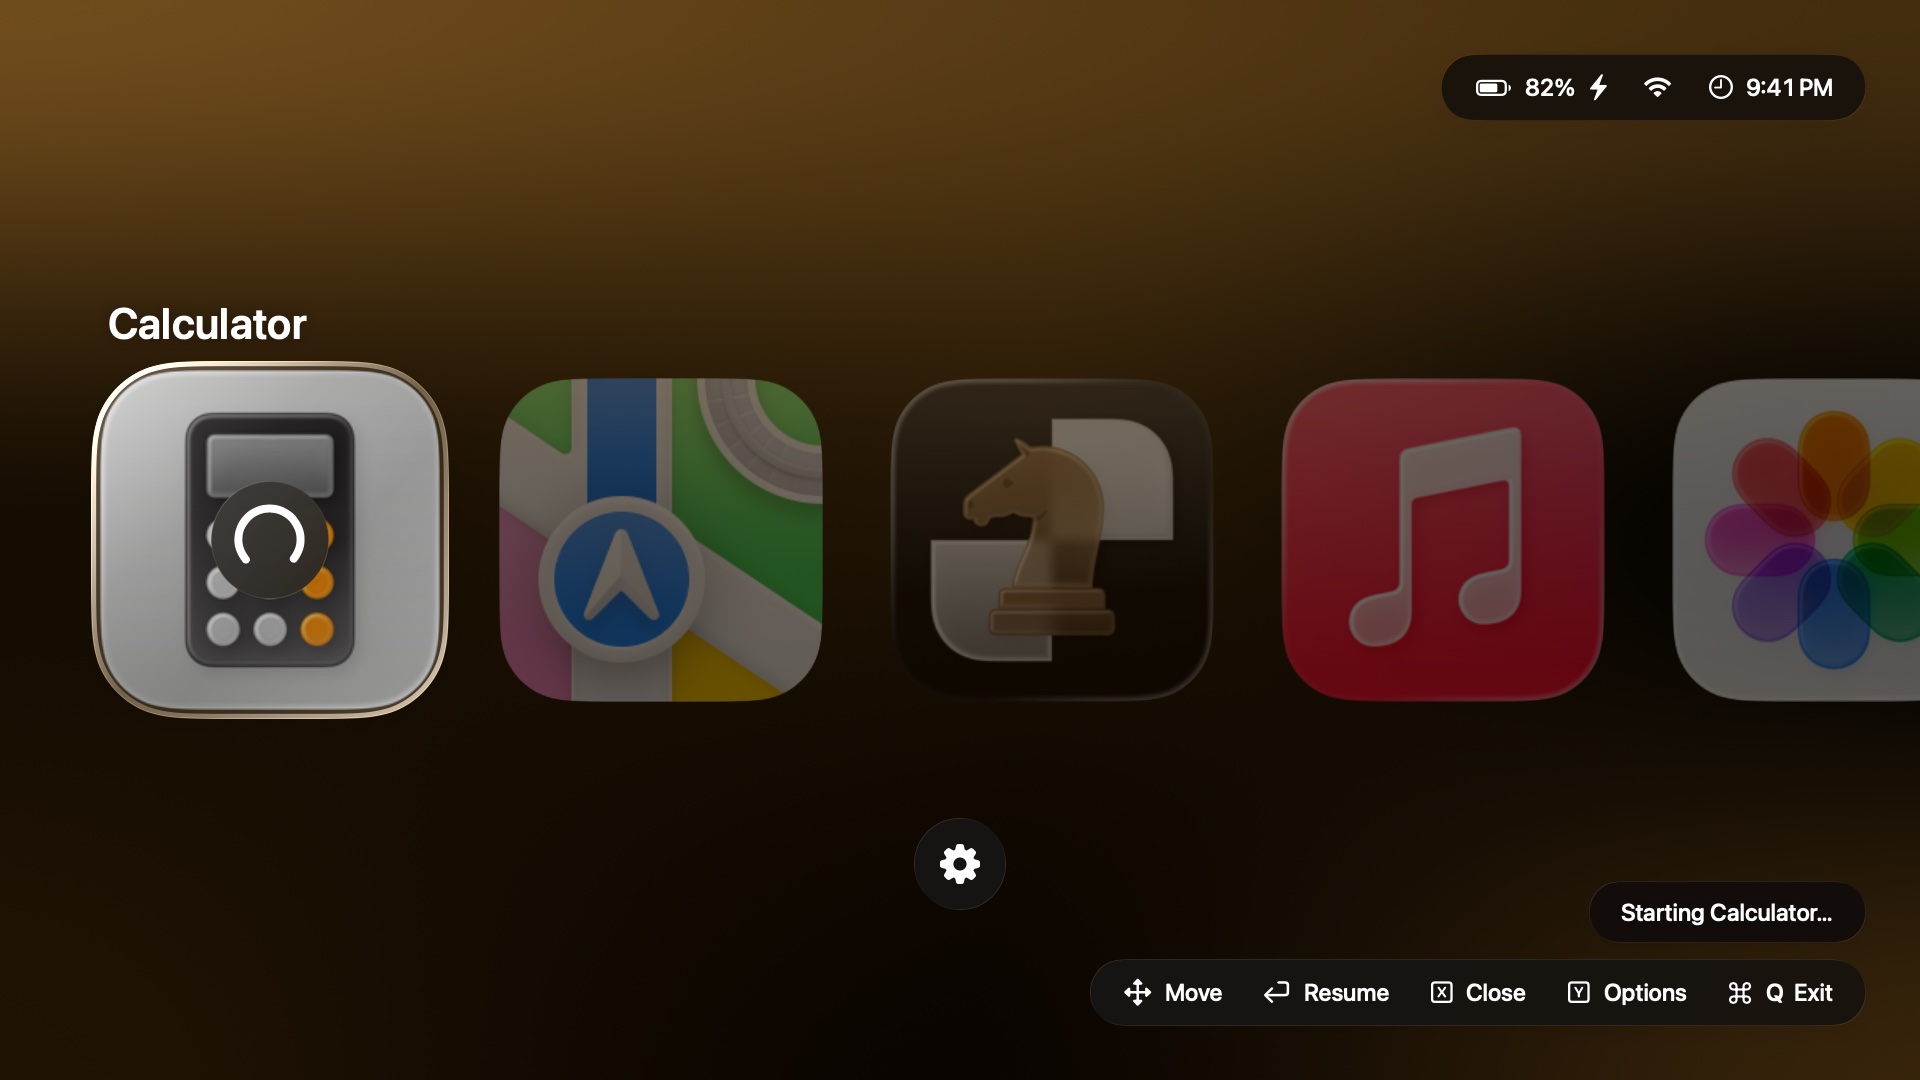 82% 9:41 PM
Calculator
Starting Calculator...
Move Resume X Close Y Options ⌘ Q Exit